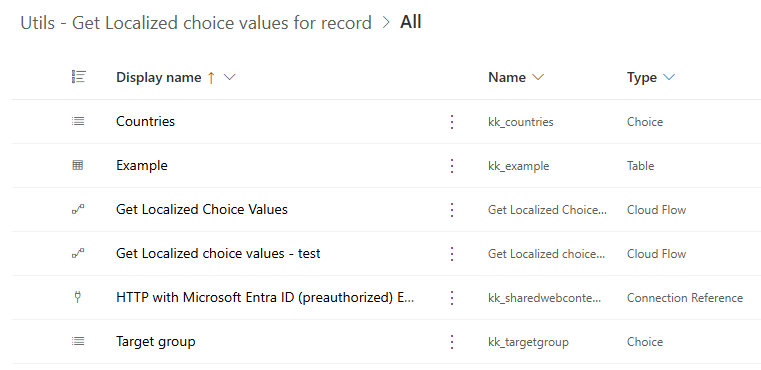 Utils - Get Localized choice values for record > All
Display name ↑ Name Type
Countries kk_countries Choice
Example kk_example Table
Get Localized Choice Values Get Localized Choice... Cloud Flow
Get Localized choice values - test Get Localized choice... Cloud Flow
HTTP with Microsoft Entra ID (preauthorized) E... kk_sharedwebconte... Connection Reference
Target group kk_targetgroup Choice